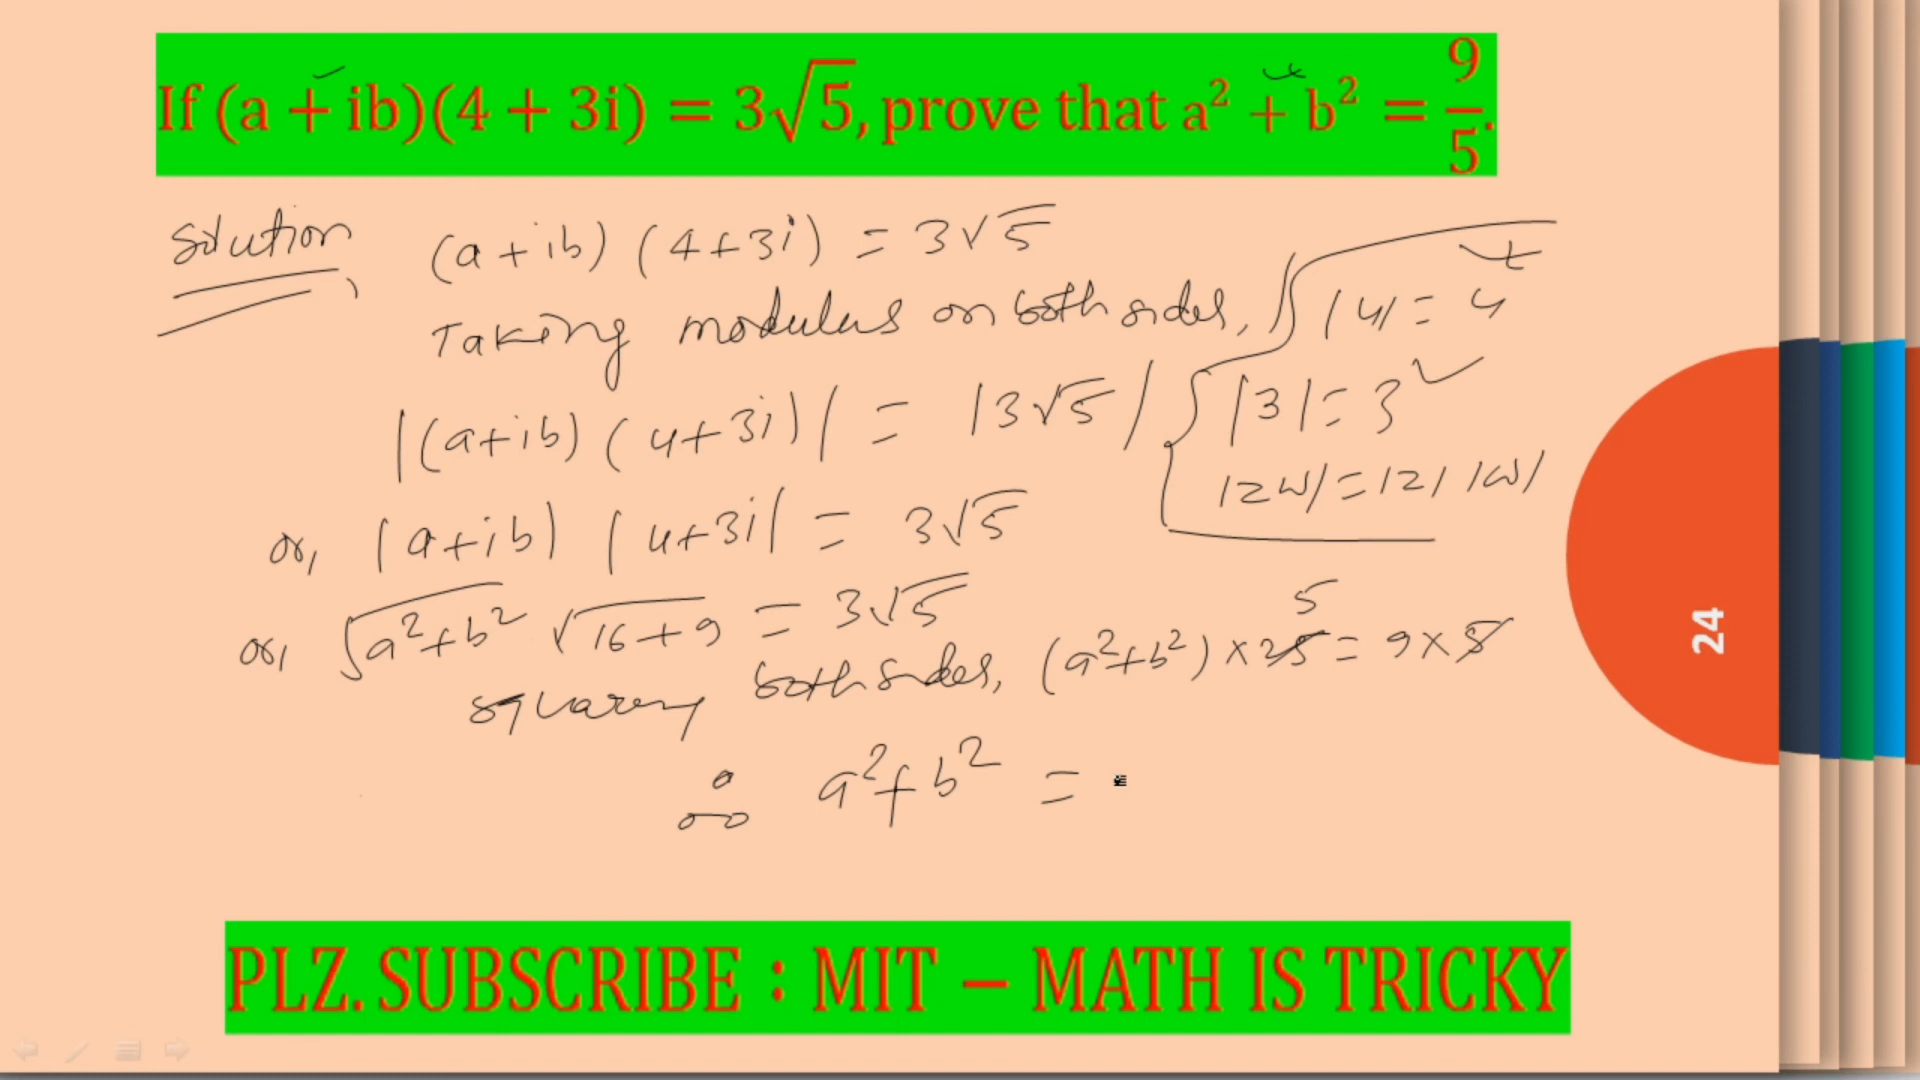 If (a + ib)(4 + 3i) = 3√5, prove that a² + b² = 9/5.
Solution, (a + ib) (4+3i) = 3√5
Taking modulus on both sides,
|4| = 4
|(a+ib) (4+3i)| = |3√5|
|3| = 3
|zw| = |z| |w|
or, |a+ib| |4+3i| = 3√5
or, √a²+b² √16+9 = 3√5
squaring both sides, (a²+b²) × 25 = 9 × 5
5
∴ a²+b² =
24
PLZ. SUBSCRIBE : MIT – MATH IS TRICKY